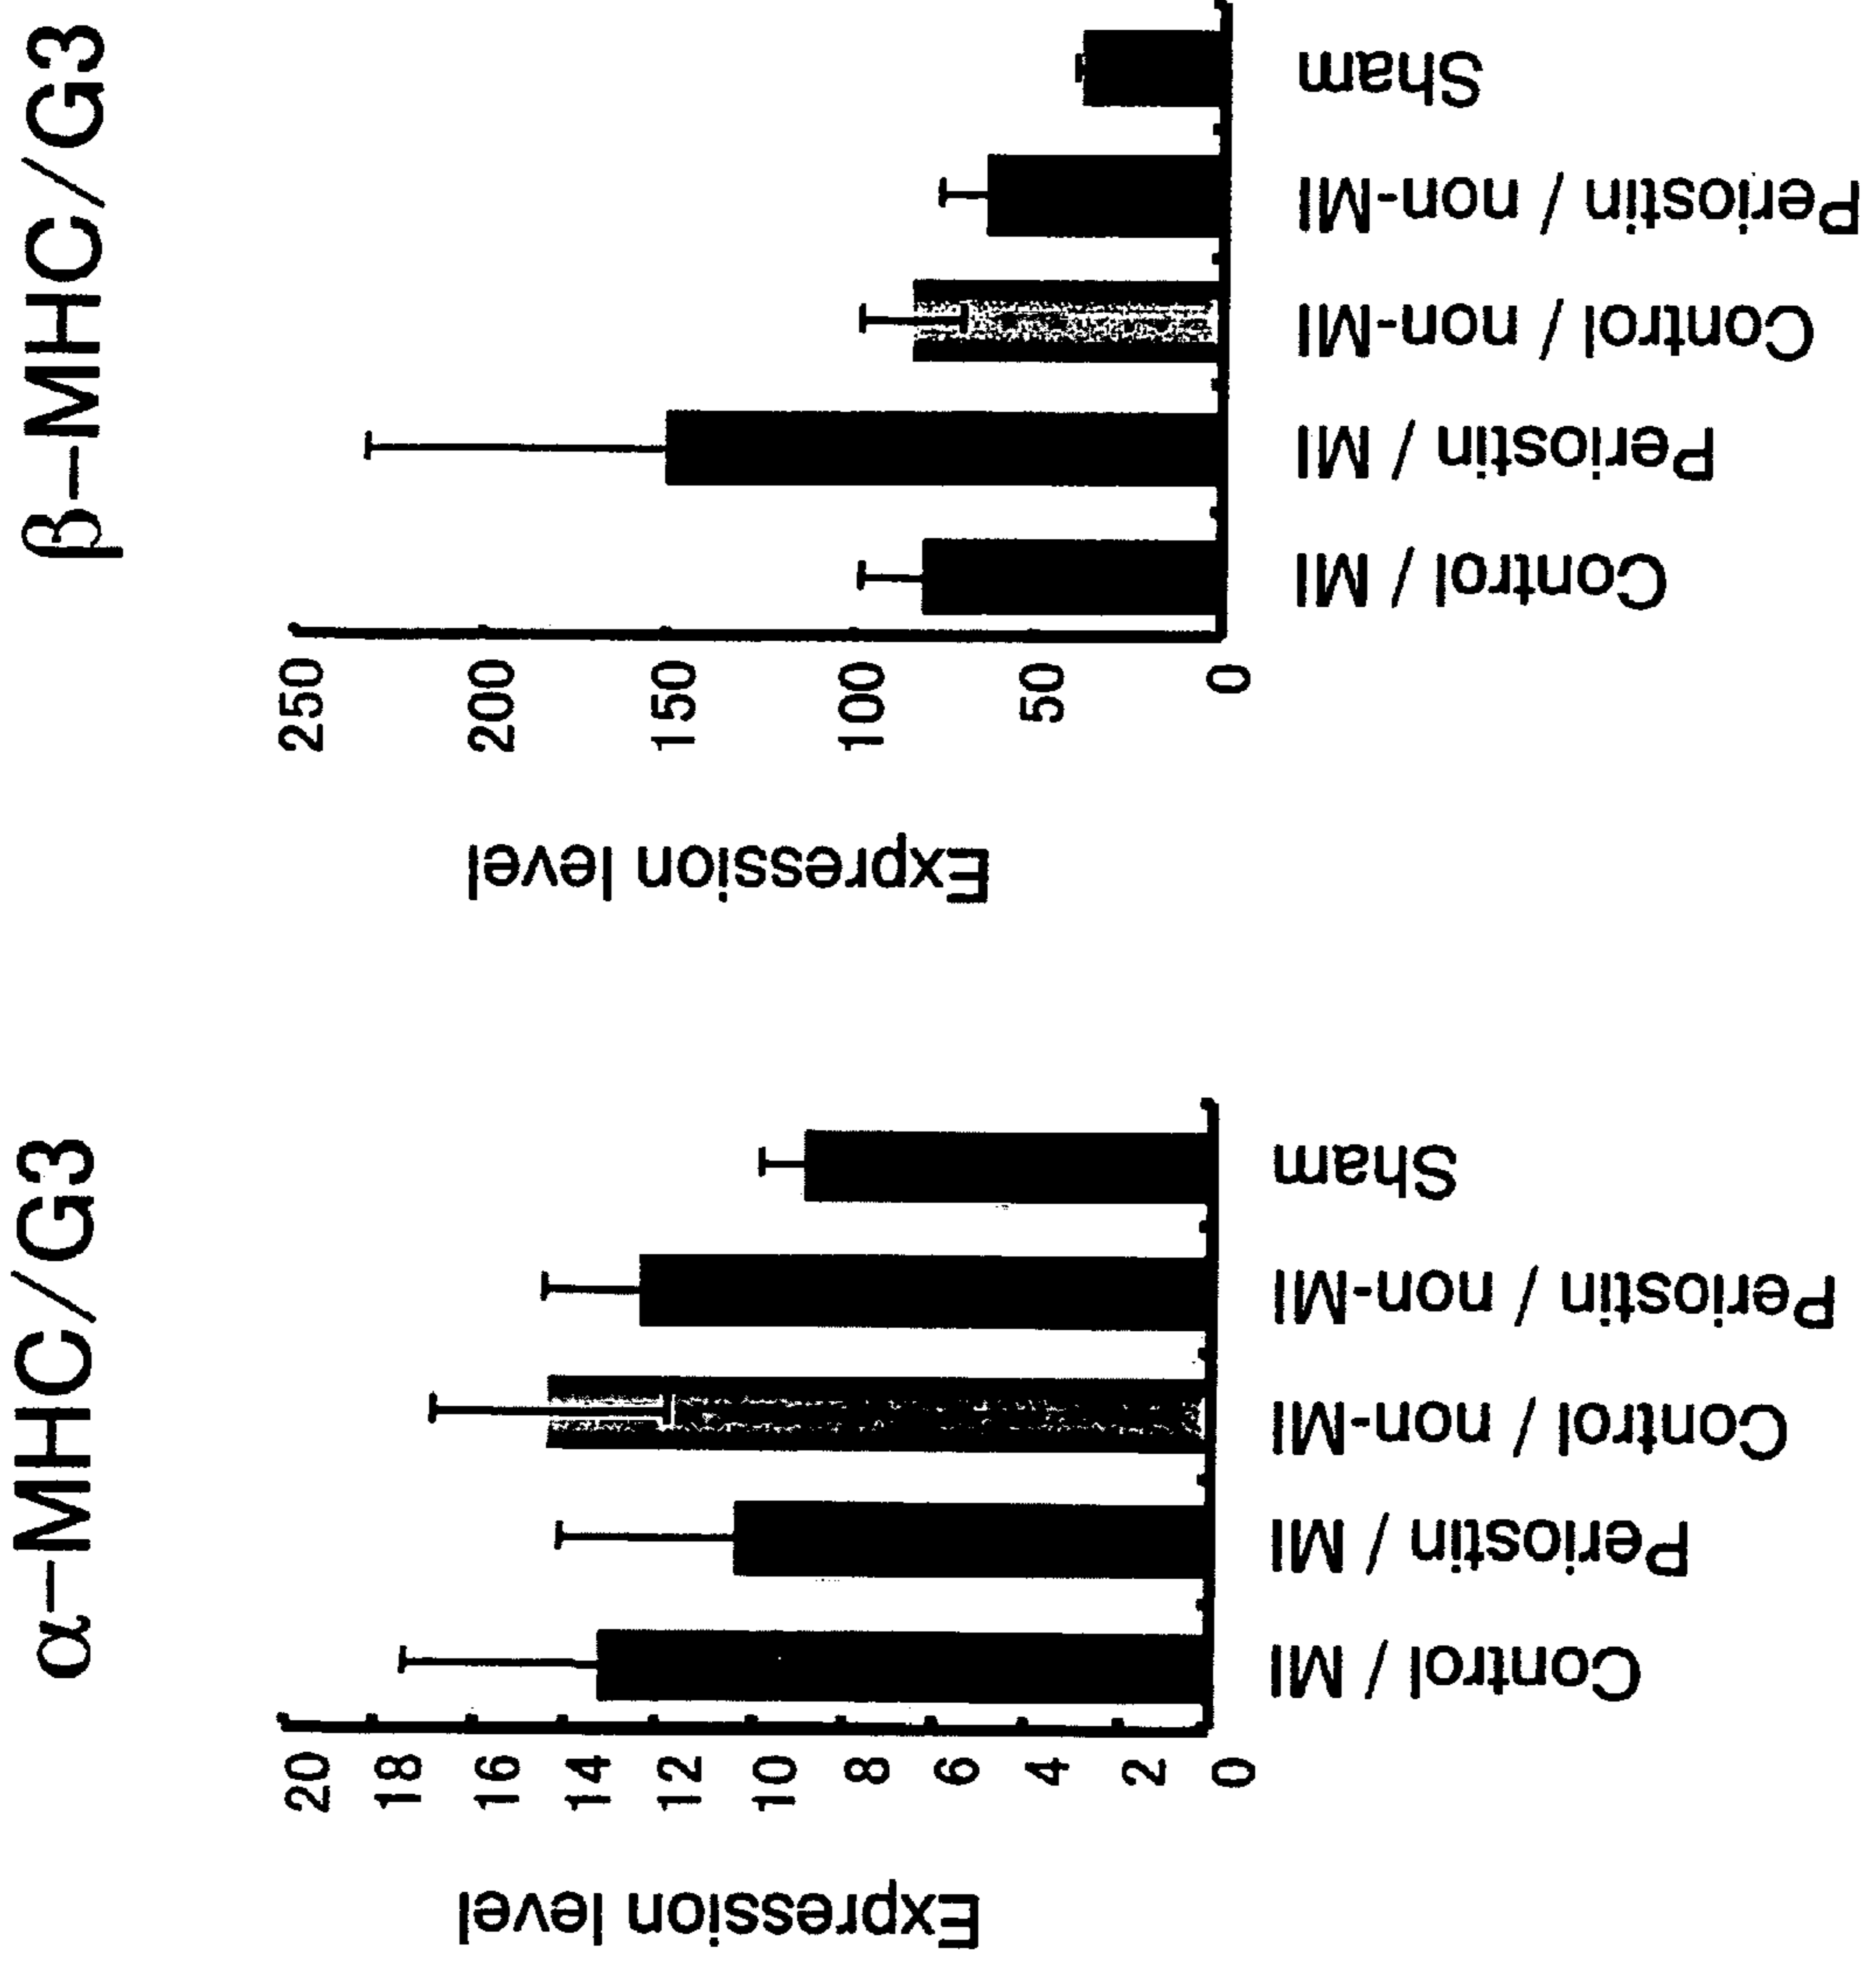 α-MHC/G3
Expression level
20
18
16
14
12
10
8
6
4
2
0
Control / MI
Periostin / MI
Control / non-MI
Periostin / non-MI
Sham
β-MHC/G3
Expression level
250
200
150
100
50
0
Control / MI
Periostin / MI
Control / non-MI
Periostin / non-MI
Sham